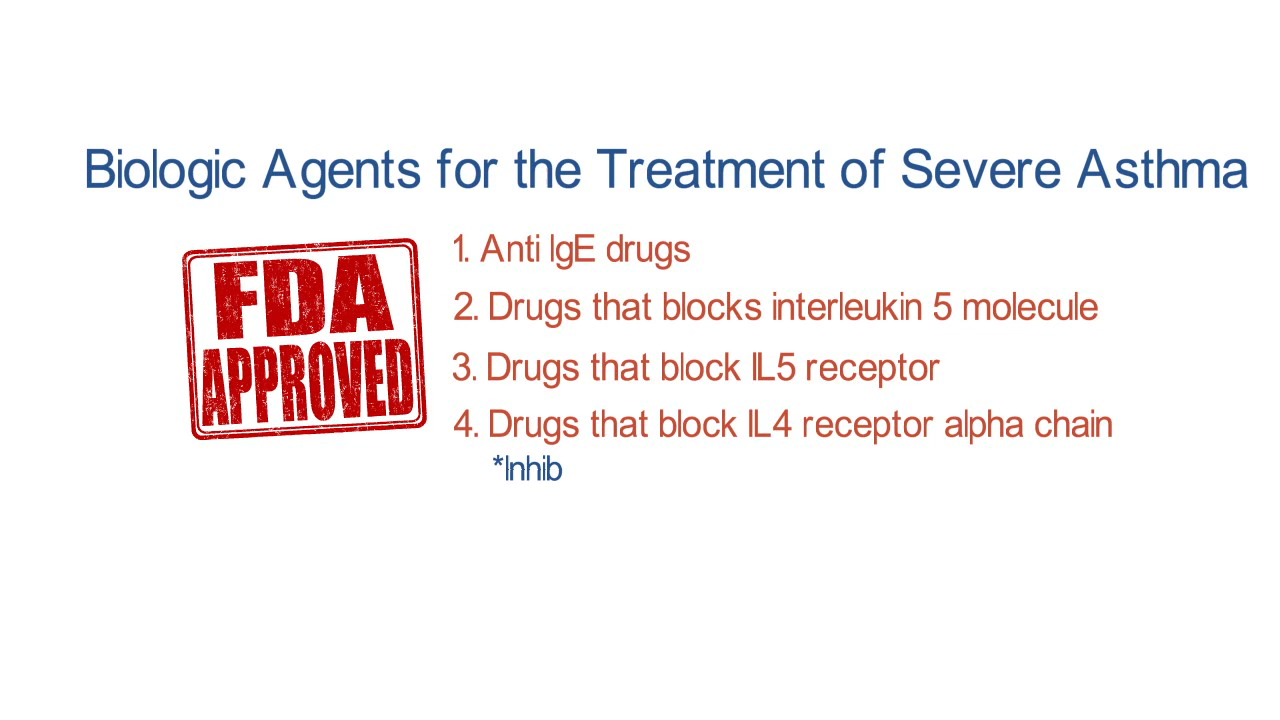 Biologic Agents for the Treatment of Severe Asthma
FDA
APPROVED
1. Anti IgE drugs
2. Drugs that blocks interleukin 5 molecule
3. Drugs that block IL5 receptor
4. Drugs that block IL4 receptor alpha chain
*Inhib